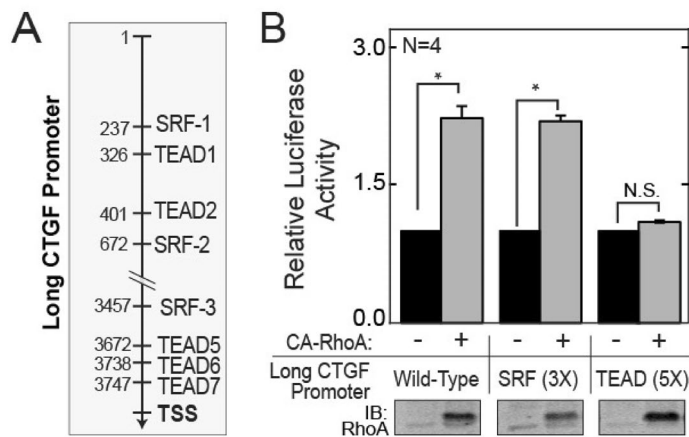 A
Long CTGF Promoter
1
237 SRF-1
326 TEAD1
401 TEAD2
672 SRF-2
3457 SRF-3
3672 TEAD5
3738 TEAD6
3747 TEAD7
TSS
B
Relative Luciferase
Activity
3.0
1.5
0.0
N=4
*
*
N.S.
CA-RhoA: - + - + - +
Long CTGF
Promoter
Wild-Type SRF (3X) TEAD (5X)
IB:
RhoA